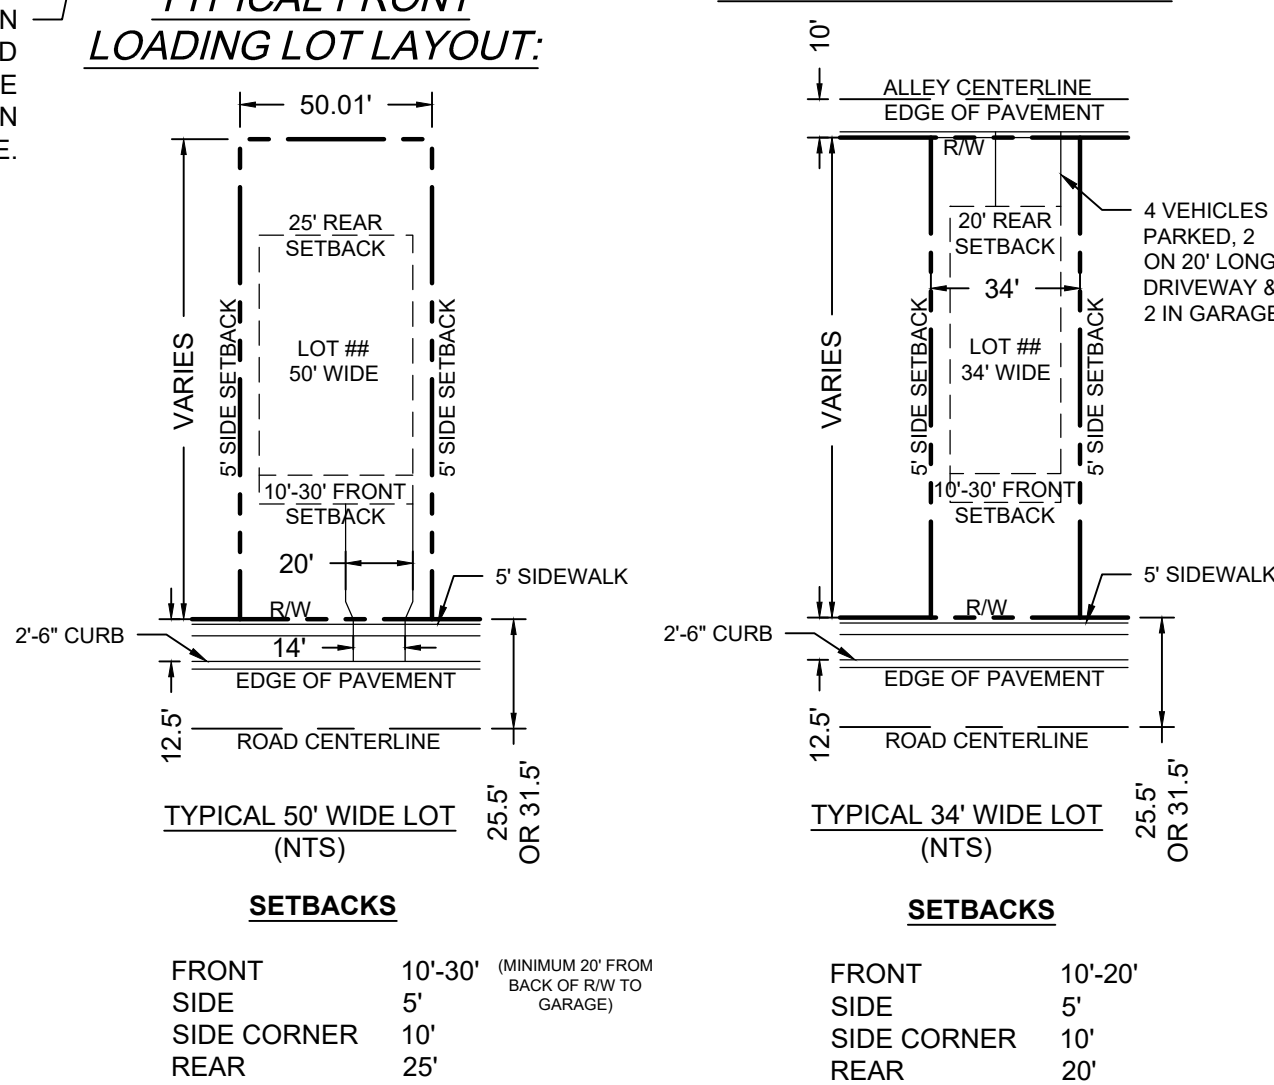 N
D
E
N
E.
TYPICAL FRONT
LOADING LOT LAYOUT:
50.01'
VARIES
25' REAR
SETBACK
5' SIDE SETBACK
LOT ##
50' WIDE
5' SIDE SETBACK
10'-30' FRONT
SETBACK
20'
5' SIDEWALK
R/W
2'-6" CURB
14'
EDGE OF PAVEMENT
12.5'
ROAD CENTERLINE
25.5'
OR 31.5'
TYPICAL 50' WIDE LOT
(NTS)
SETBACKS
FRONT 10'-30' (MINIMUM 20' FROM
BACK OF R/W TO
GARAGE)
SIDE 5'
SIDE CORNER 10'
REAR 25'
10'
ALLEY CENTERLINE
EDGE OF PAVEMENT
R/W
4 VEHICLES
PARKED, 2
ON 20' LONG
DRIVEWAY &
2 IN GARAGE
20' REAR
SETBACK
34'
VARIES
5' SIDE SETBACK
LOT ##
34' WIDE
5' SIDE SETBACK
10'-30' FRONT
SETBACK
5' SIDEWALK
R/W
2'-6" CURB
EDGE OF PAVEMENT
12.5'
ROAD CENTERLINE
25.5'
OR 31.5'
TYPICAL 34' WIDE LOT
(NTS)
SETBACKS
FRONT 10'-20'
SIDE 5'
SIDE CORNER 10'
REAR 20'